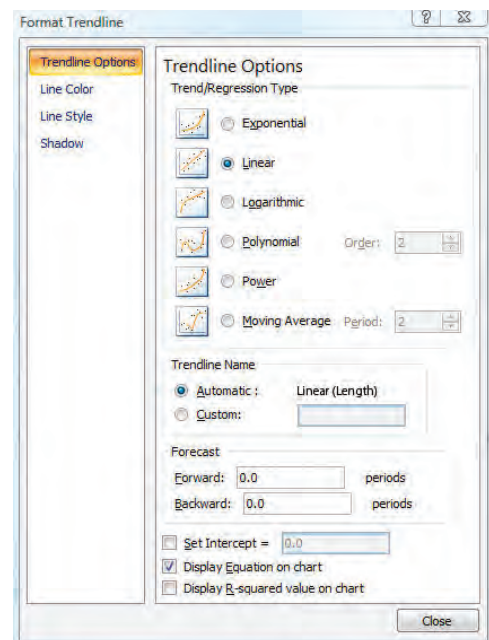 Format Trendline
Trendline Options
Line Color
Line Style
Shadow
Trendline Options
Trend/Regression Type
Exponential
Linear
Logarithmic
Polynomial Order: 2
Power
Moving Average Period: 2
Trendline Name
Automatic : Linear (Length)
Custom:
Forecast
Forward: 0.0 periods
Backward: 0.0 periods
Set Intercept = 0.0
Display Equation on chart
Display R-squared value on chart
Close